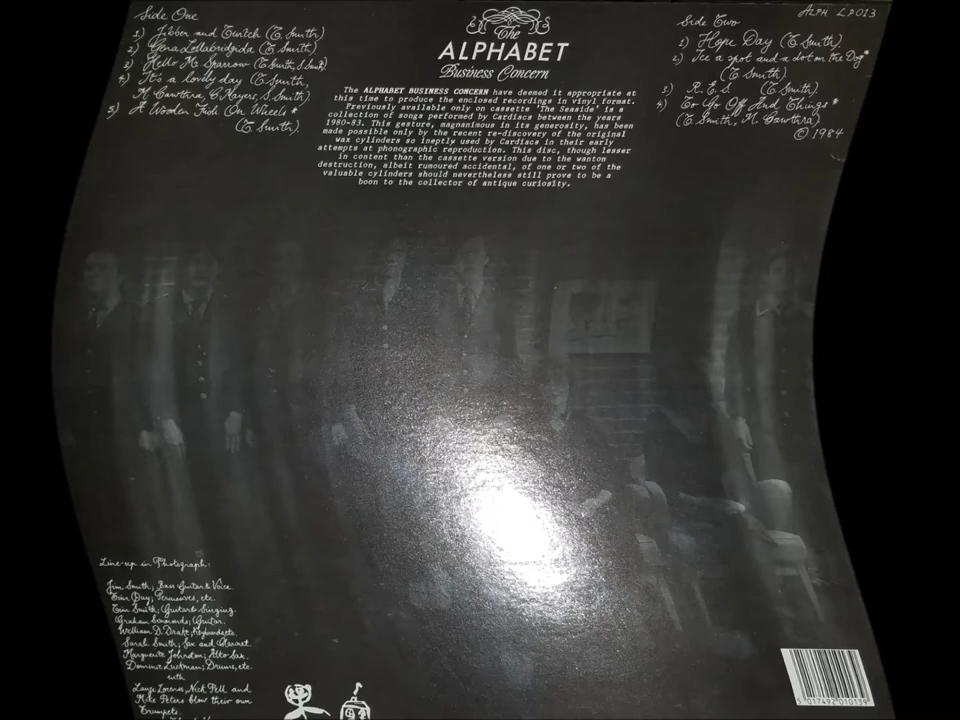 Side One
1) Jibber and Twitch (T. Smith)
2) Gena Lollabridgida (T. Smith)
3) Hello Mr Sparrow (T. Smith, S. Smith)
4) It's a lovely day (T. Smith,
M. Cawthra, C. Mayers, S. Smith).
5) A Wooden Fish On Wheels *
(T. Smith).
The
ALPHABET
Business Concern
The ALPHABET BUSINESS CONCERN have deemed it appropriate at
this time to produce the enclosed recordings in vinyl format.
Previously available only on cassette 'The Seaside' is a
collection of songs performed by Cardiacs between the years
1980-83. This gesture, magnanimous in its generosity, has been
made possible only by the recent re-discovery of the original
wax cylinders so ineptly used by Cardiacs in their early
attempts at phonographic reproduction. This disc, though lesser
in content than the cassette version due to the wanton
destruction, albeit rumoured accidental, of one or two of the
valuable cylinders should nevertheless still prove to be a
boon to the collector of antique curiosity.
ALPH LP013
Side Two
1) Hope Day (T. Smith).
2) Ice a spot and a dot on the Dog*
(T. Smith)
3) R.E.S (T. Smith).
4) To Go Off And Things *
(T. Smith, M. Cawthra)
© 1984
Line-up in Photograph:
Jim Smith; Bass Guitar & Voice.
Tim Quy; Percussives, etc.
Tim Smith; Guitar & Singing.
Graham Simmonds; Guitar.
William D. Drake; Keyboards etc.
Sarah Smith; Sax and Clarinet.
Marguerite Johnston; Alto Sax.
Dominic Luckman; Drums, etc.
with
Nick Pell and
Mike Peters blow their own
Trumpets.
5 017492 010139